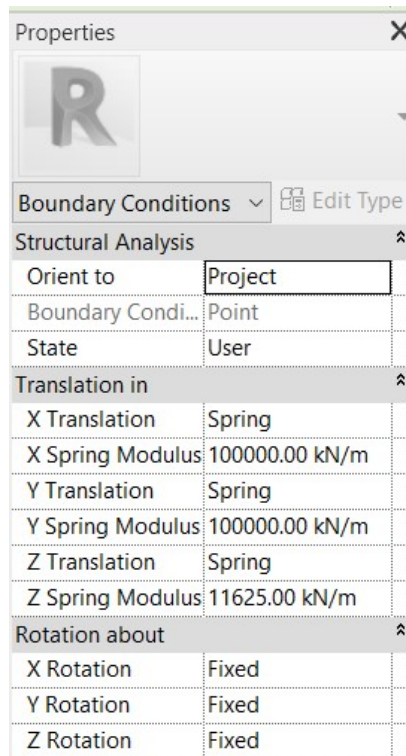 Properties
R
Boundary Conditions Edit Type
Structural Analysis
Orient to Project
Boundary Condi... Point
State User
Translation in
X Translation Spring
X Spring Modulus 100000.00 kN/m
Y Translation Spring
Y Spring Modulus 100000.00 kN/m
Z Translation Spring
Z Spring Modulus 11625.00 kN/m
Rotation about
X Rotation Fixed
Y Rotation Fixed
Z Rotation Fixed